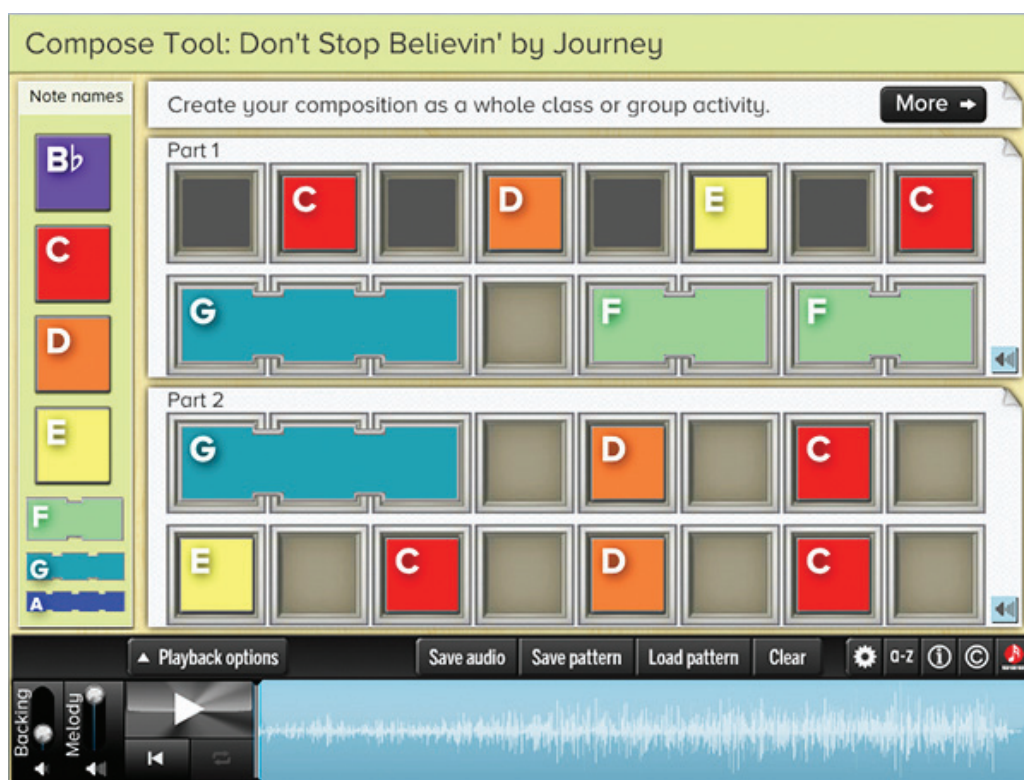 Compose Tool: Don't Stop Believin' by Journey
Note names
B♭
C
D
E
F
G
A
Create your composition as a whole class or group activity.
More
Part 1
C D E C
G F F
Part 2
G D C
E C D C
Playback options
Save audio
Save pattern
Load pattern
Clear
a-z
i
©
Backing
Melody